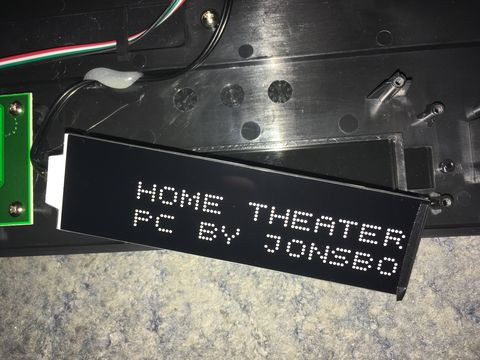 HOME THEATER
PC BY JONSBO